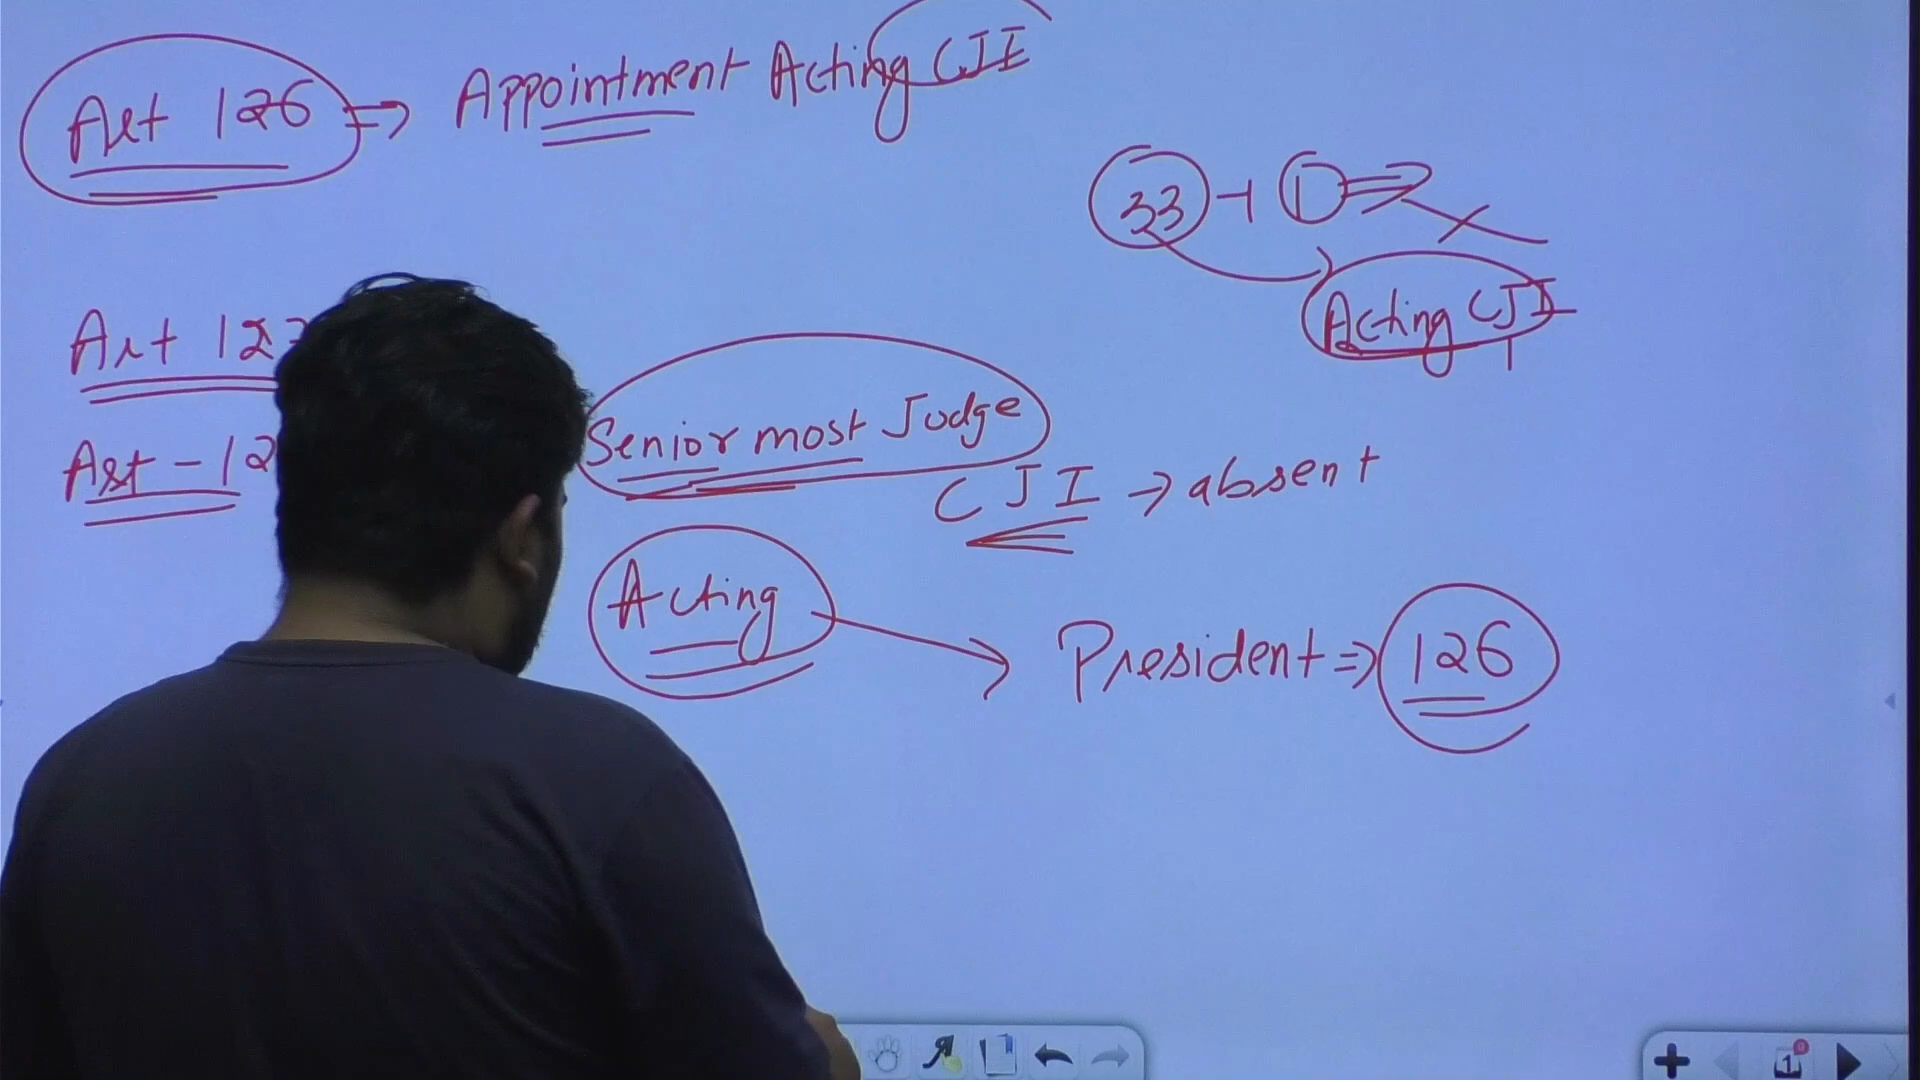 Art 126 => Appointment Acting CJI
33 + 1 =>
Acting CJI
Art 12
Senior most Judge
Art - 12
CJI -> absent
Acting -> President => 126
1